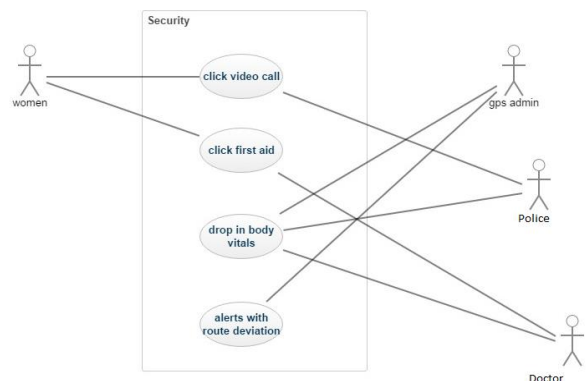 Security
women
click video call
gps admin
click first aid
Police
drop in body
vitals
alerts with
route deviation
Doctor